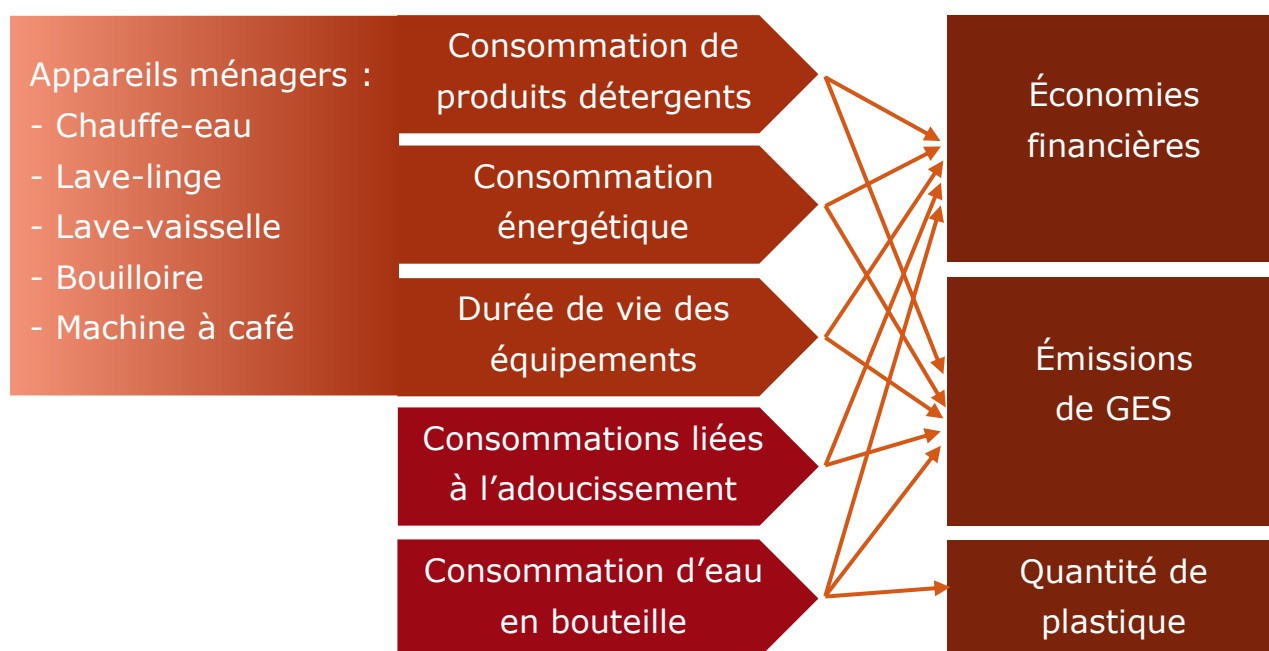 Appareils ménagers :
- Chauffe-eau
- Lave-linge
- Lave-vaisselle
- Bouilloire
- Machine à café
Consommation de
produits détergents
Consommation
énergétique
Durée de vie des
équipements
Consommations liées
à l’adoucissement
Consommation d’eau
en bouteille
Économies
financières
Émissions
de GES
Quantité de
plastique